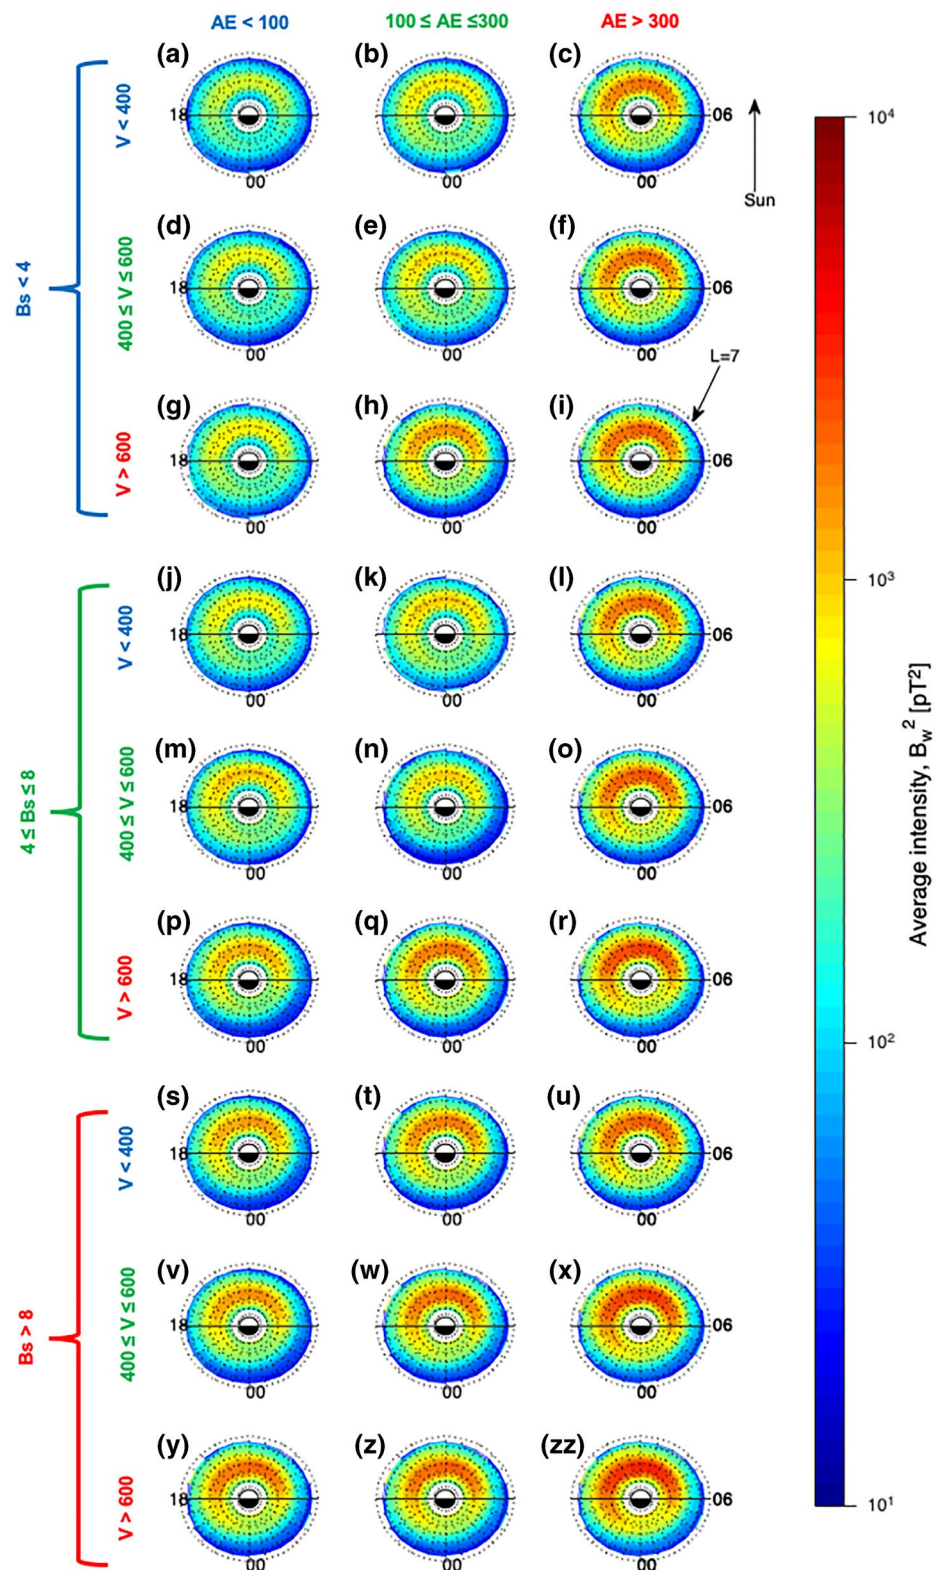 AE < 100 100 ≤ AE ≤300 AE > 300
(a) (b) (c)
V < 400
18 06
00 00 00
Sun
10⁴
(d) (e) (f)
Bs < 4
400 ≤ V ≤ 600
18 06
00 00 00
L=7
(g) (h) (i)
V > 600
18 06
00 00 00
(j) (k) (l)
V < 400
18 06
00 00 00
10³
(m) (n) (o)
4 ≤ Bs ≤ 8
400 ≤ V ≤ 600
18 06
00 00 00
Average intensity, B_w² [pT²]
(p) (q) (r)
V > 600
18 06
00 00 00
10²
(s) (t) (u)
V < 400
18 06
00 00 00
(v) (w) (x)
Bs > 8
400 ≤ V ≤ 600
18 06
00 00 00
(y) (z) (zz)
V > 600
18 06
00 00 00
10¹